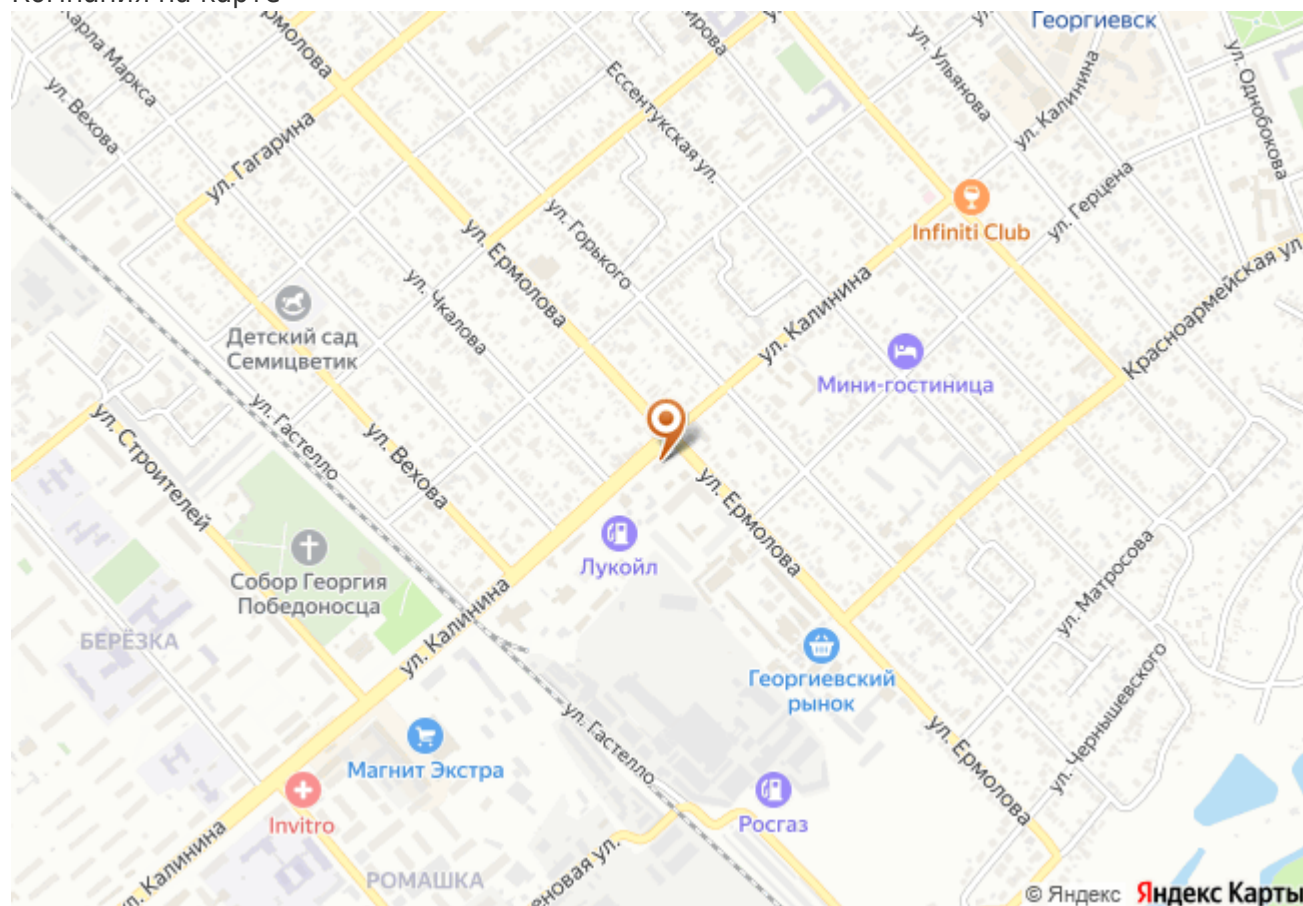 Компания на карте
Георгиевск
Карла Маркса
ул. Вехова
Ермолова
ул. Гагарина
Ессентукская ул.
ул. Ульянова
ул. Калинина
ул. Однобокова
ул. Герцена
Infiniti Club
Красноармейская ул.
ул. Ермолова
ул. Горького
ул. Чкалова
ул. Калинина
Детский сад
Семицветик
Мини-гостиница
ул. Гастелло
ул. Строителей
ул. Вехова
ул. Ермолова
Лукойл
Собор Георгия
Победоносца
БЕРЁЗКА
ул. Калинина
ул. Матросова
ул. Чернышевского
Георгиевский
рынок
ул. Гастелло
ул. Ермолова
Магнит Экстра
Invitro
Росгаз
ул. Калинина
РОМАШКА
© Яндекс Яндекс Карты